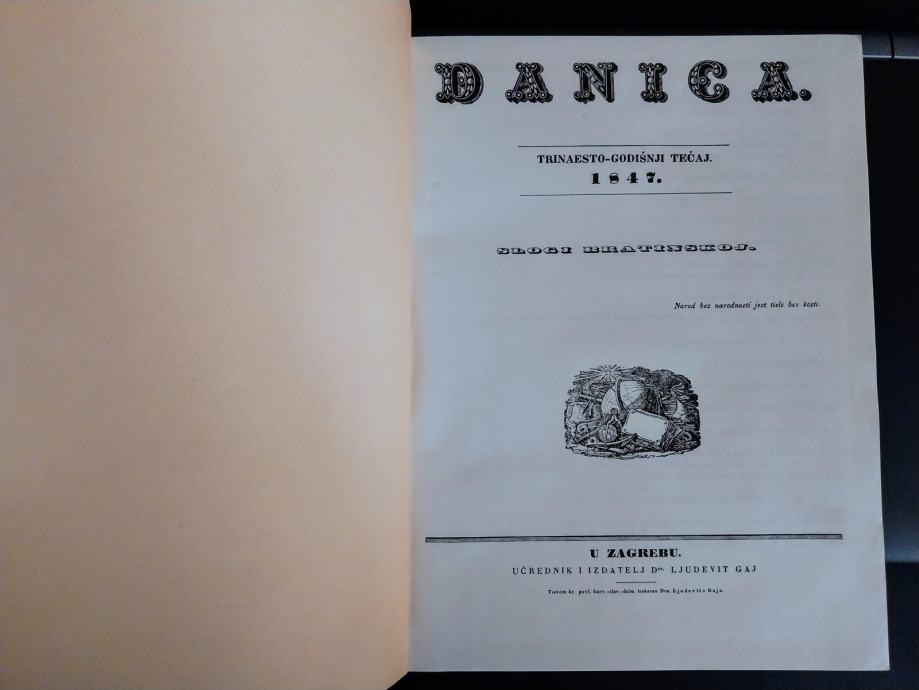 DANICA.
TRINAESTO-GODIŠNJI TEČAJ.
1847.
SLOGI BRATINSKOJ.
Narod bez narodnosti jest tielo bez kosti.
U ZAGREBU.
UČREDNIK I IZDATELJ Dr. LJUDEVIT GAJ
Tiskom kr. povl. horv.-slav.-dalm. tiskarne Dra. Ljudevita Gaja.